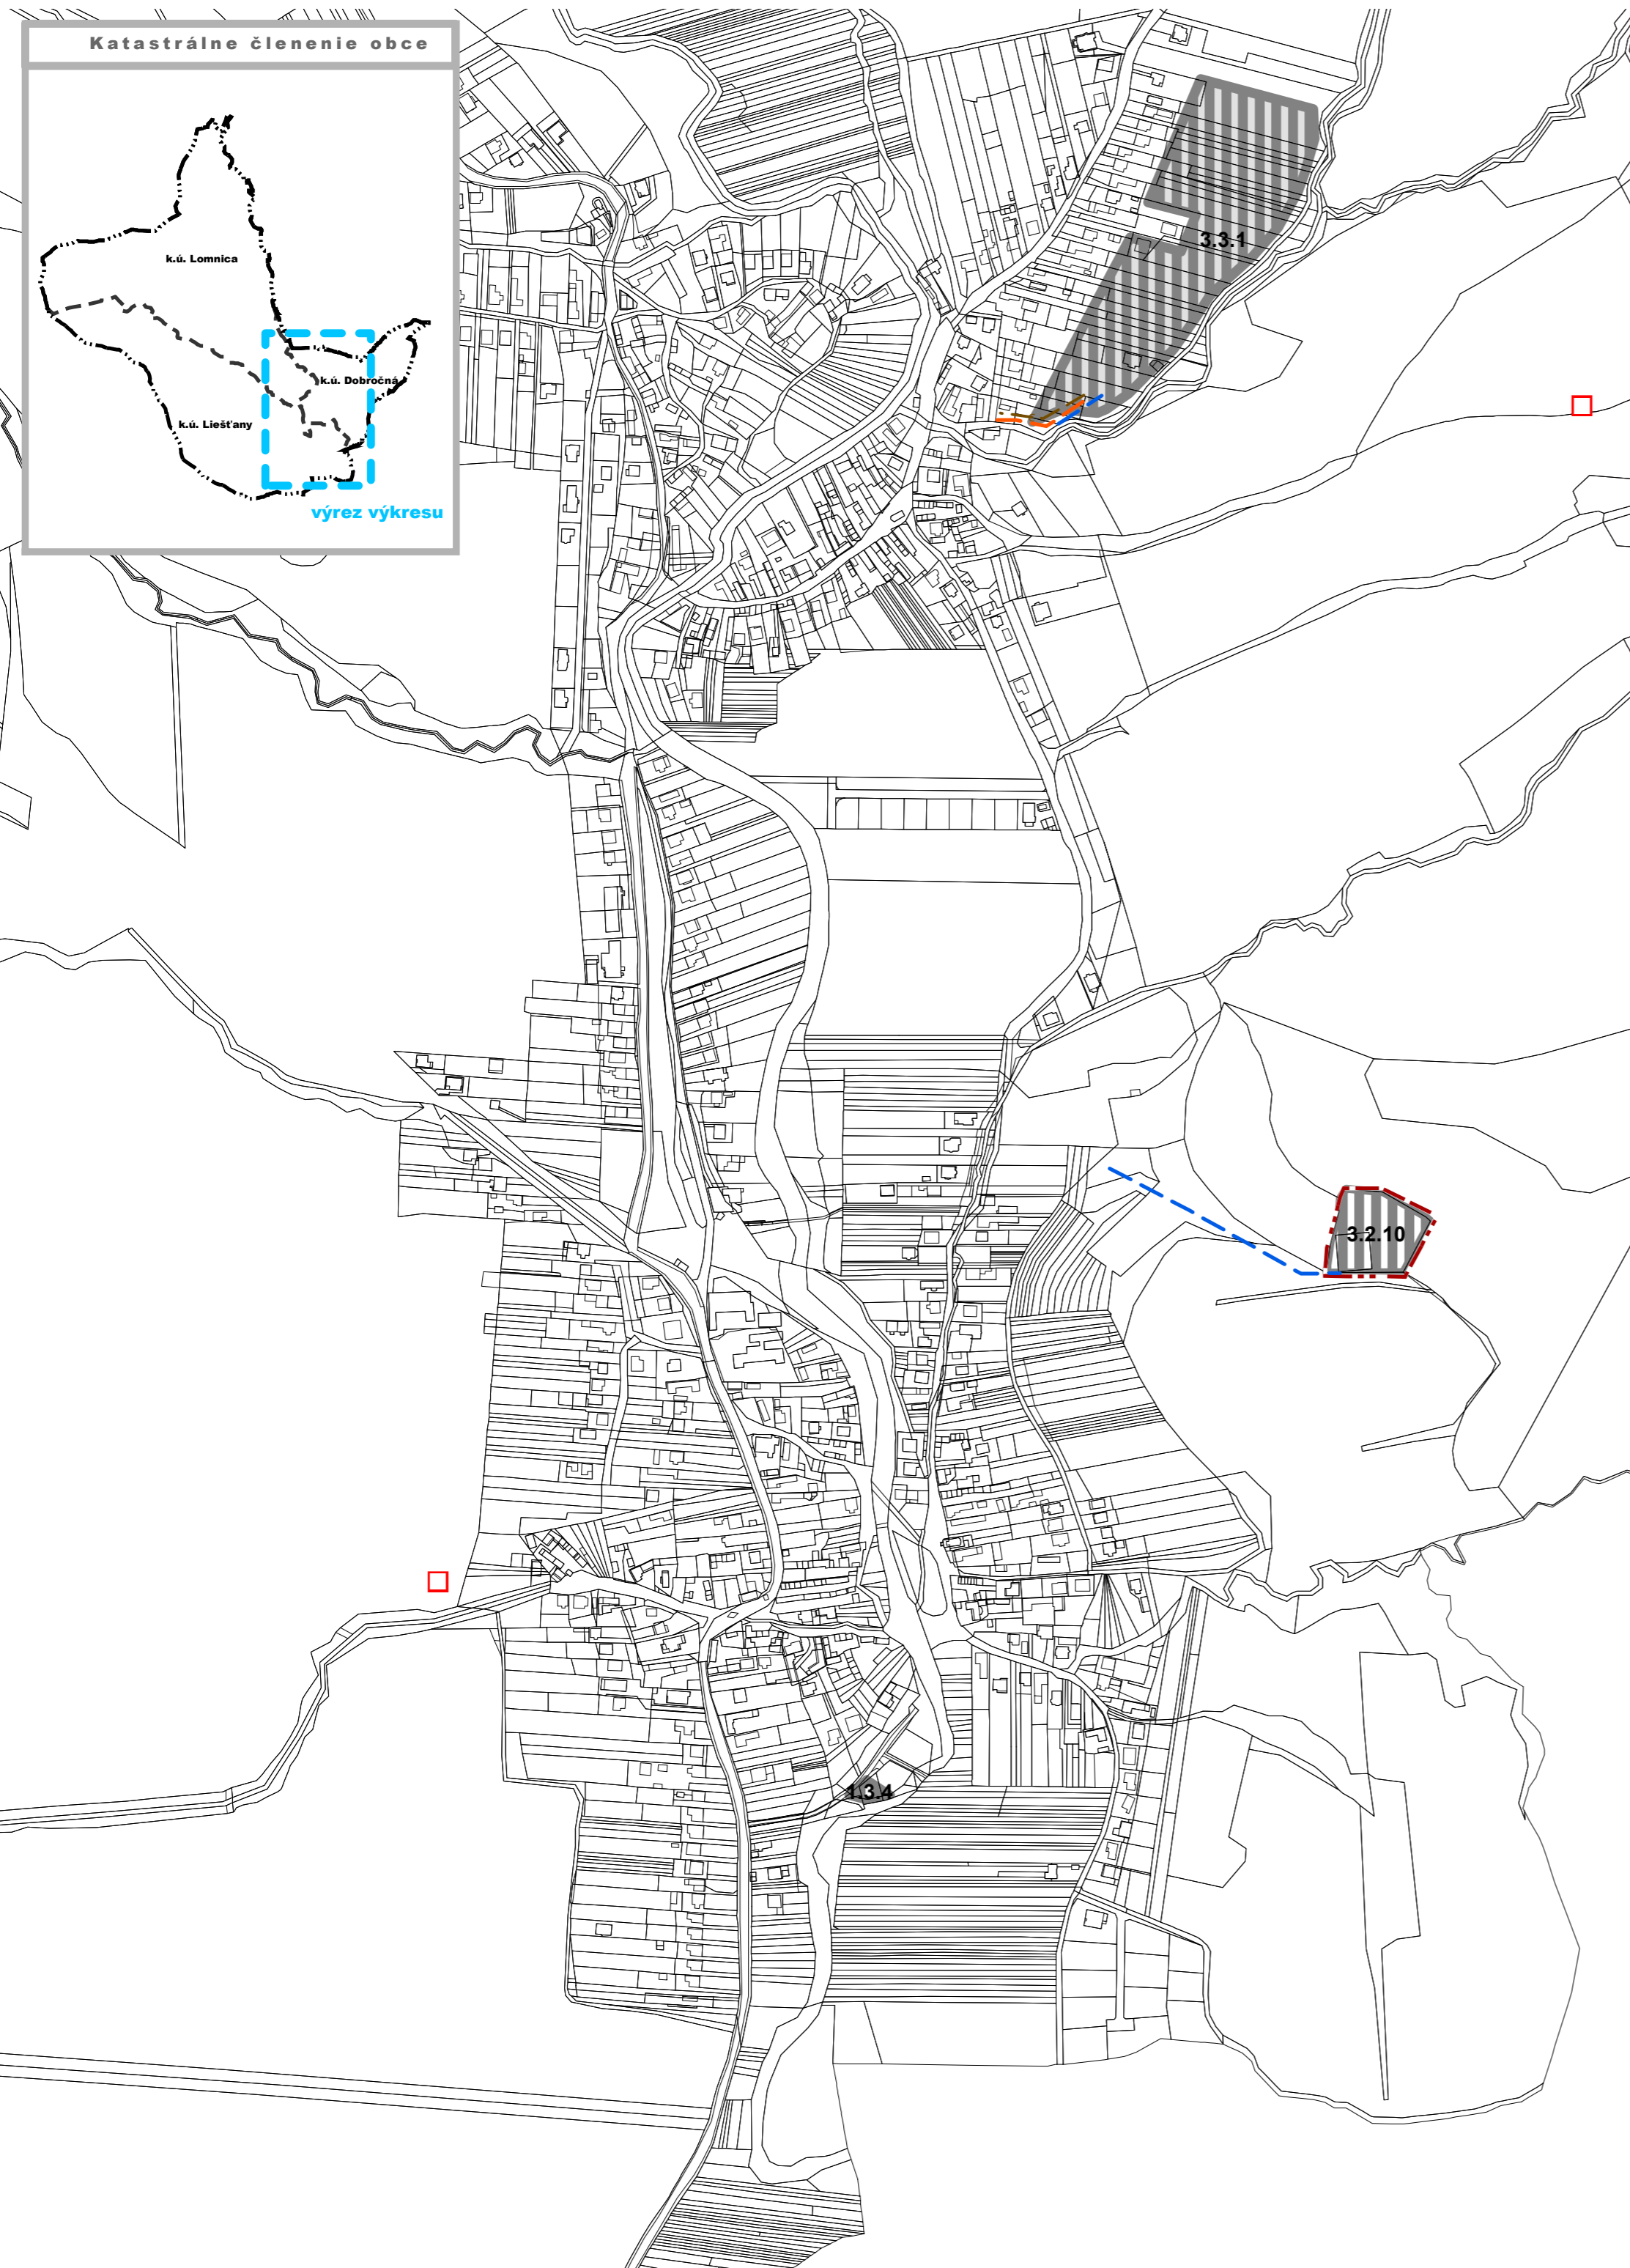 Katastrálne členenie obce
k.ú. Lomnica
k.ú. Dobročná
k.ú. Liešťany
výrez výkresu
3.3.1
3.2.10
1.3.4